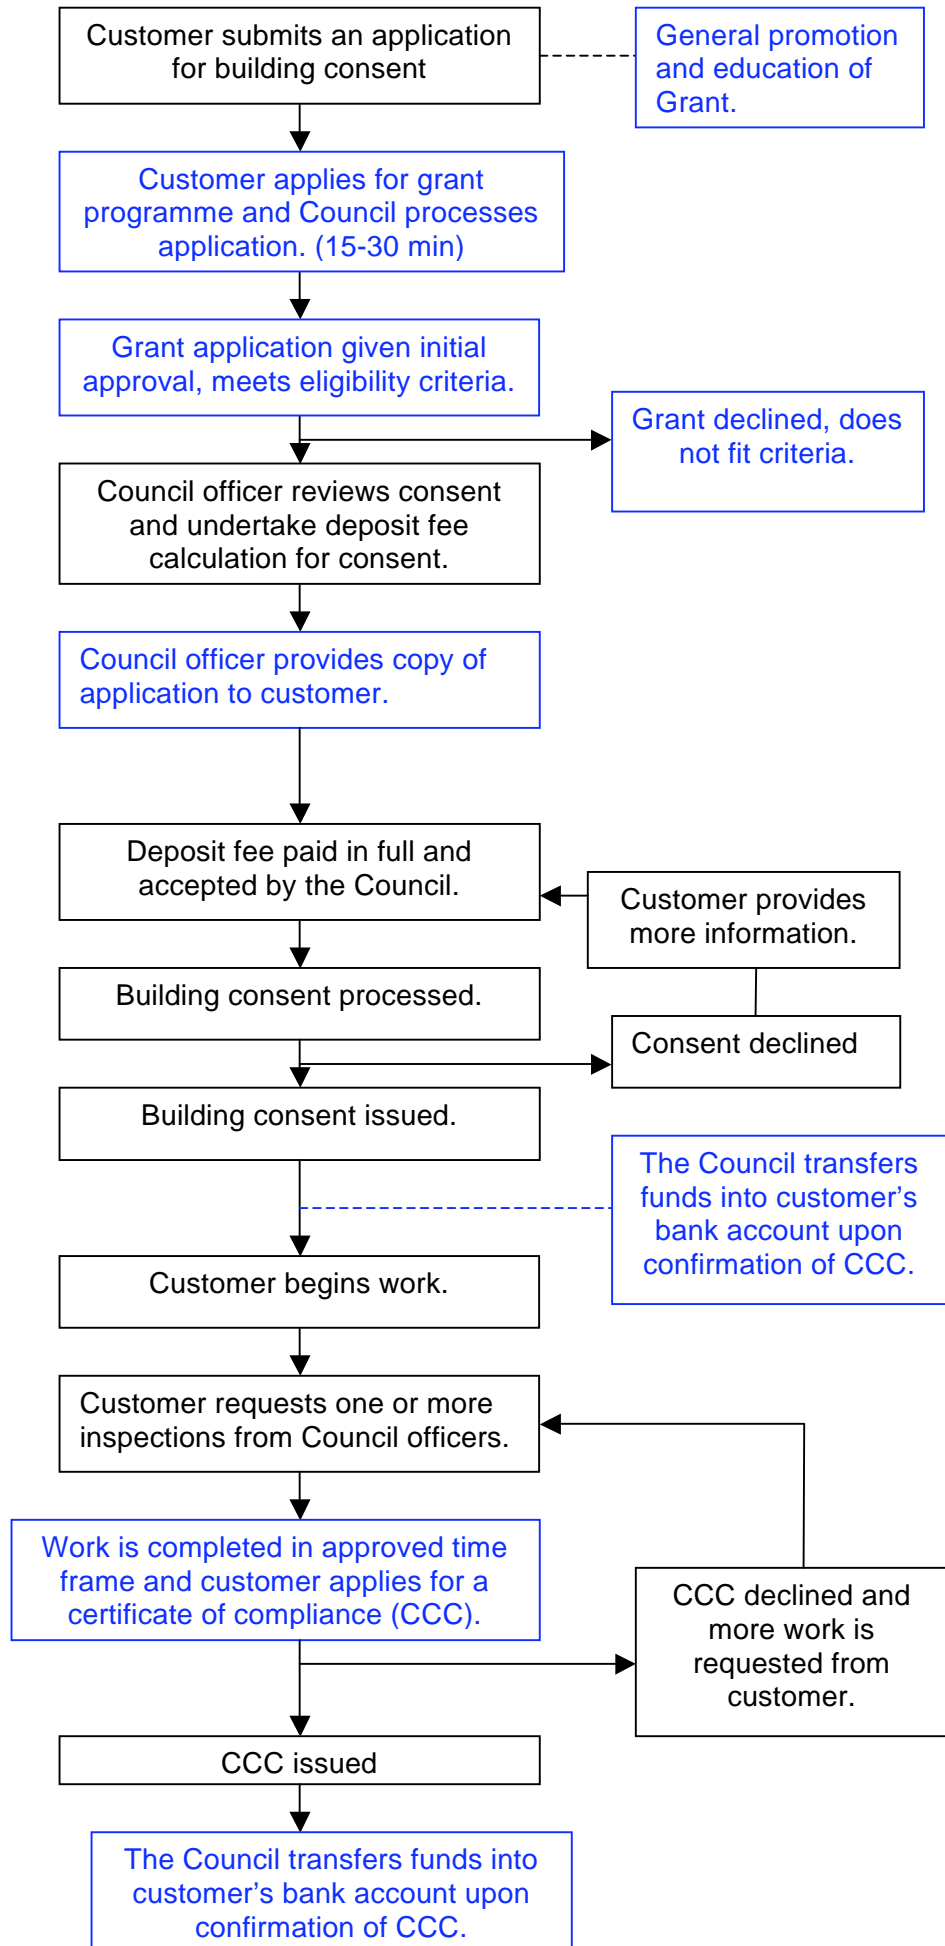 Customer submits an application
for building consent
General promotion
and education of
Grant.
Customer applies for grant
programme and Council processes
application. (15-30 min)
Grant application given initial
approval, meets eligibility criteria.
Grant declined, does
not fit criteria.
Council officer reviews consent
and undertake deposit fee
calculation for consent.
Council officer provides copy of
application to customer.
Deposit fee paid in full and
accepted by the Council.
Customer provides
more information.
Building consent processed.
Consent declined
Building consent issued.
The Council transfers
funds into customer’s
bank account upon
confirmation of CCC.
Customer begins work.
Customer requests one or more
inspections from Council officers.
Work is completed in approved time
frame and customer applies for a
certificate of compliance (CCC).
CCC declined and
more work is
requested from
customer.
CCC issued
The Council transfers funds into
customer’s bank account upon
confirmation of CCC.